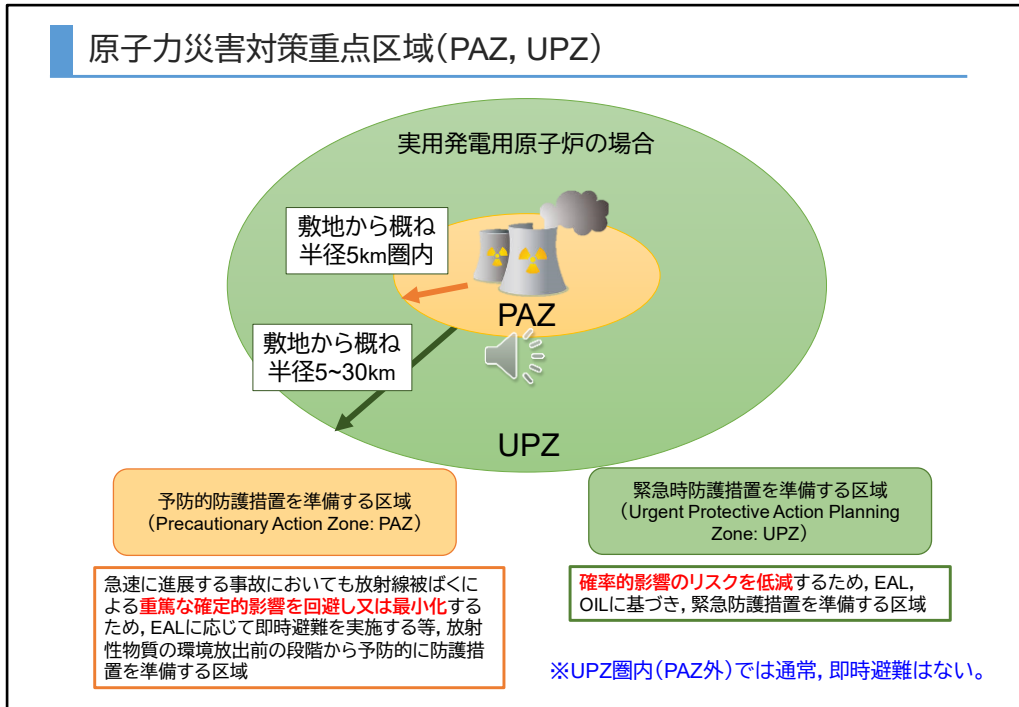 原子力災害対策重点区域(PAZ, UPZ)
実用発電用原子炉の場合
敷地から概ね
半径5km圏内
PAZ
敷地から概ね
半径5~30km
UPZ
予防的防護措置を準備する区域
(Precautionary Action Zone: PAZ)
急速に進展する事故においても放射線被ばくに
よる重篤な確定的影響を回避し又は最小化する
ため, EALに応じて即時避難を実施する等, 放射
性物質の環境放出前の段階から予防的に防護措
置を準備する区域
緊急時防護措置を準備する区域
(Urgent Protective Action Planning
Zone: UPZ)
確率的影響のリスクを低減するため, EAL,
OILに基づき, 緊急防護措置を準備する区域
※UPZ圏内(PAZ外)では通常, 即時避難はない。